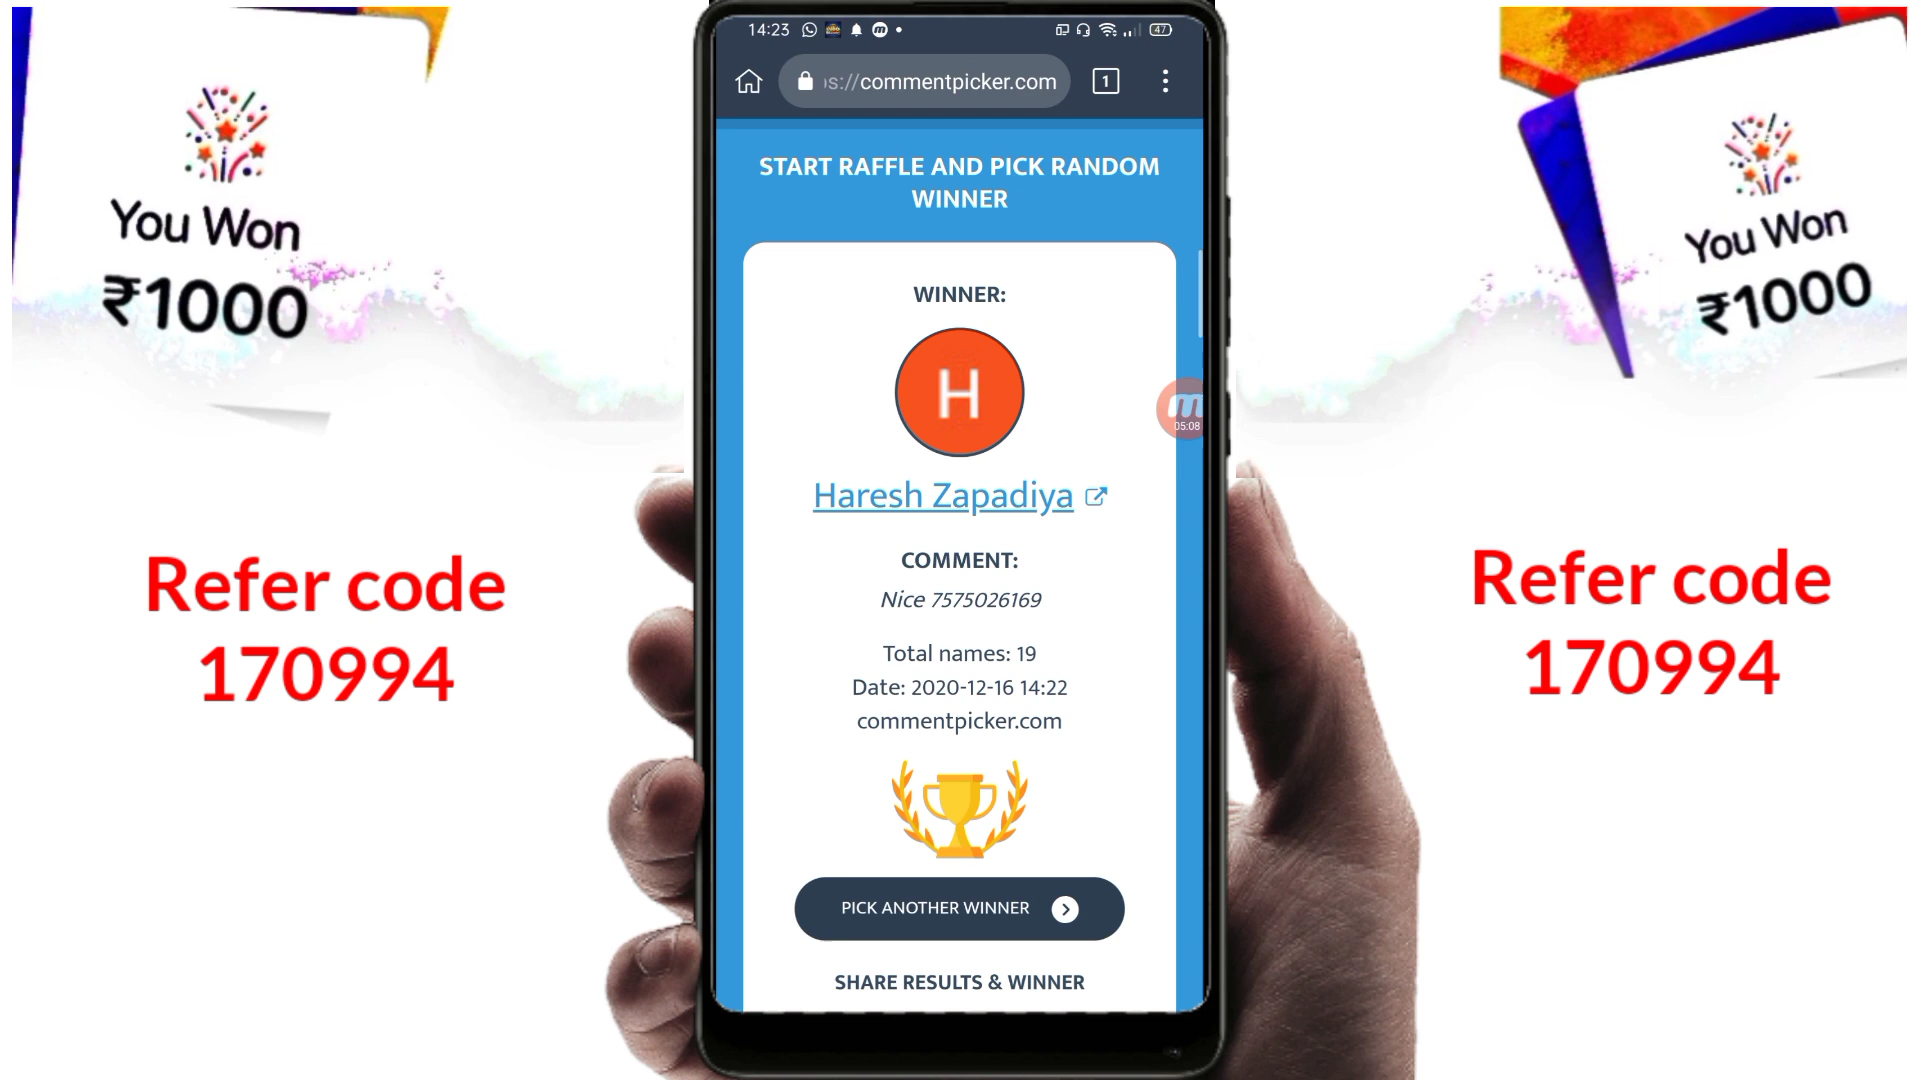 14:23
47
ps://commentpicker.com
1
START RAFFLE AND PICK RANDOM
WINNER
WINNER:
H
Haresh Zapadiya
COMMENT:
Nice 7575026169
Total names: 19
Date: 2020-12-16 14:22
commentpicker.com
PICK ANOTHER WINNER
SHARE RESULTS & WINNER
m
05:08
You Won
₹1000
Refer code
170994
You Won
₹1000
Refer code
170994